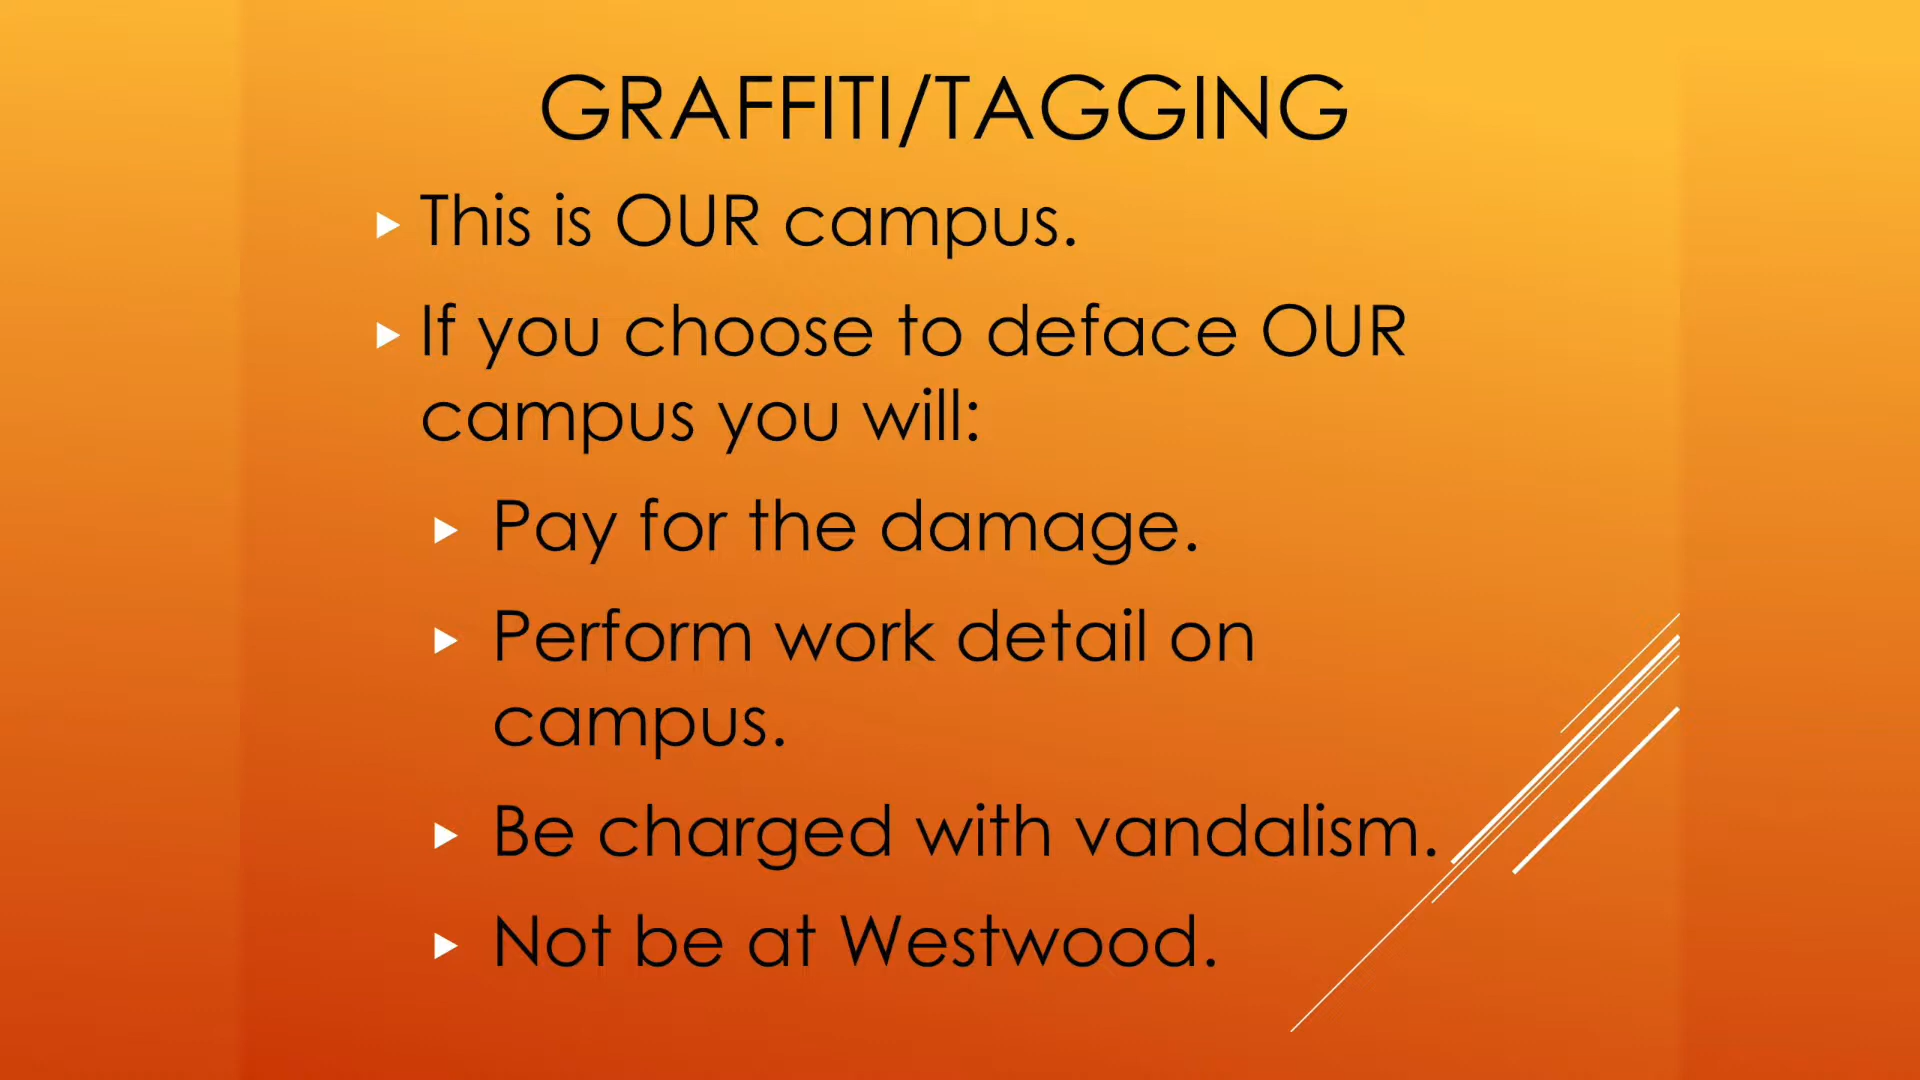 GRAFFITI/TAGGING
This is OUR campus.
If you choose to deface OUR
campus you will:
Pay for the damage.
Perform work detail on
campus.
Be charged with vandalism.
Not be at Westwood.